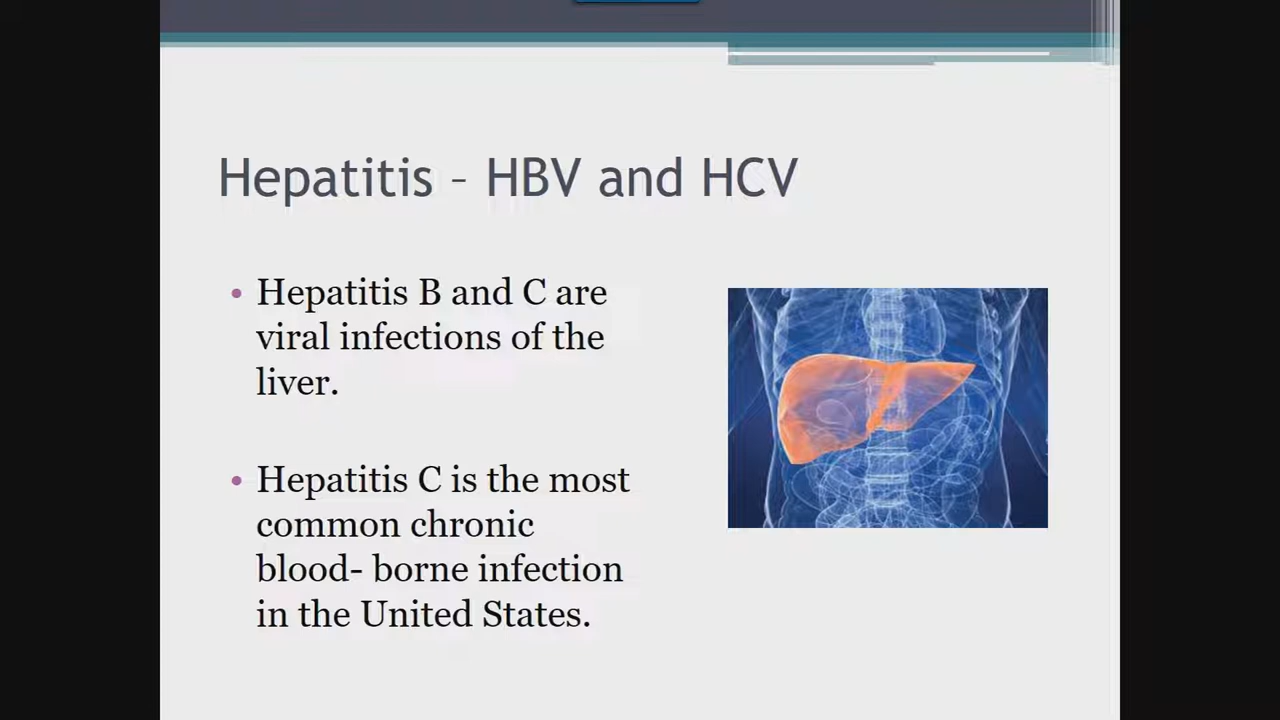 Hepatitis – HBV and HCV
• Hepatitis B and C are
viral infections of the
liver.
• Hepatitis C is the most
common chronic
blood- borne infection
in the United States.